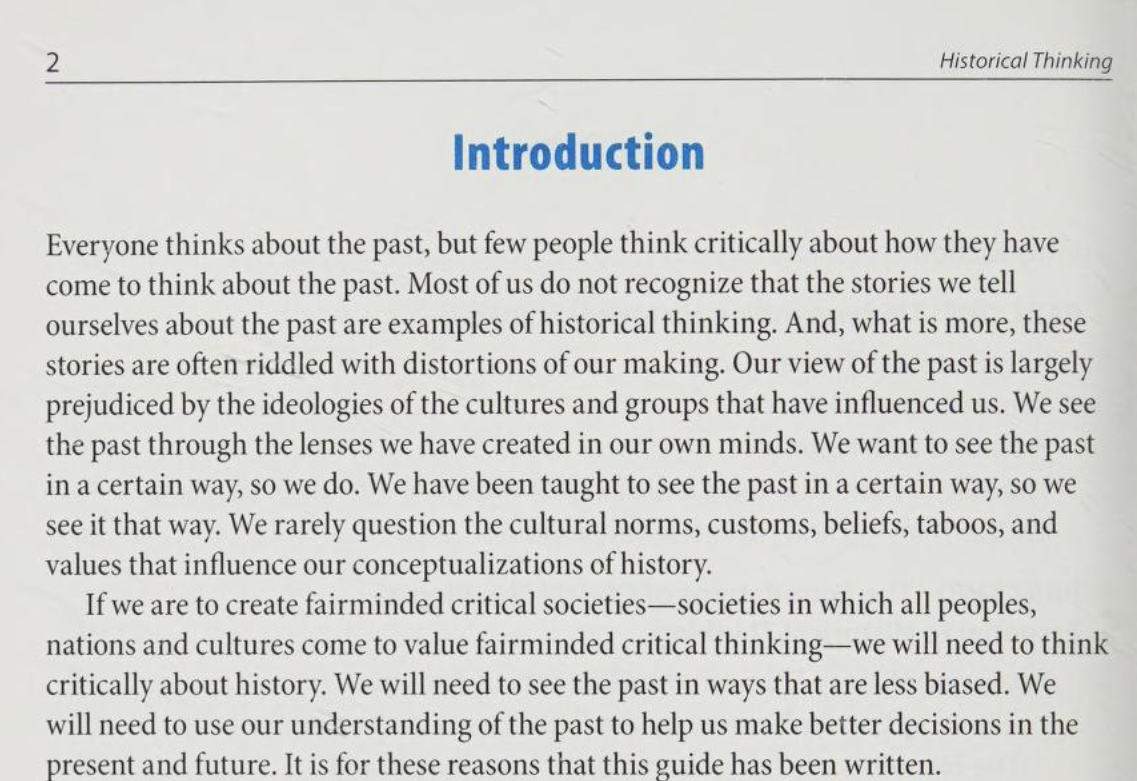 2
Historical Thinking
Introduction
Everyone thinks about the past, but few people think critically about how they have
come to think about the past. Most of us do not recognize that the stories we tell
ourselves about the past are examples of historical thinking. And, what is more, these
stories are often riddled with distortions of our making. Our view of the past is largely
prejudiced by the ideologies of the cultures and groups that have influenced us. We see
the past through the lenses we have created in our own minds. We want to see the past
in a certain way, so we do. We have been taught to see the past in a certain way, so we
see it that way. We rarely question the cultural norms, customs, beliefs, taboos, and
values that influence our conceptualizations of history.
If we are to create fairminded critical societies—societies in which all peoples,
nations and cultures come to value fairminded critical thinking—we will need to think
critically about history. We will need to see the past in ways that are less biased. We
will need to use our understanding of the past to help us make better decisions in the
present and future. It is for these reasons that this guide has been written.